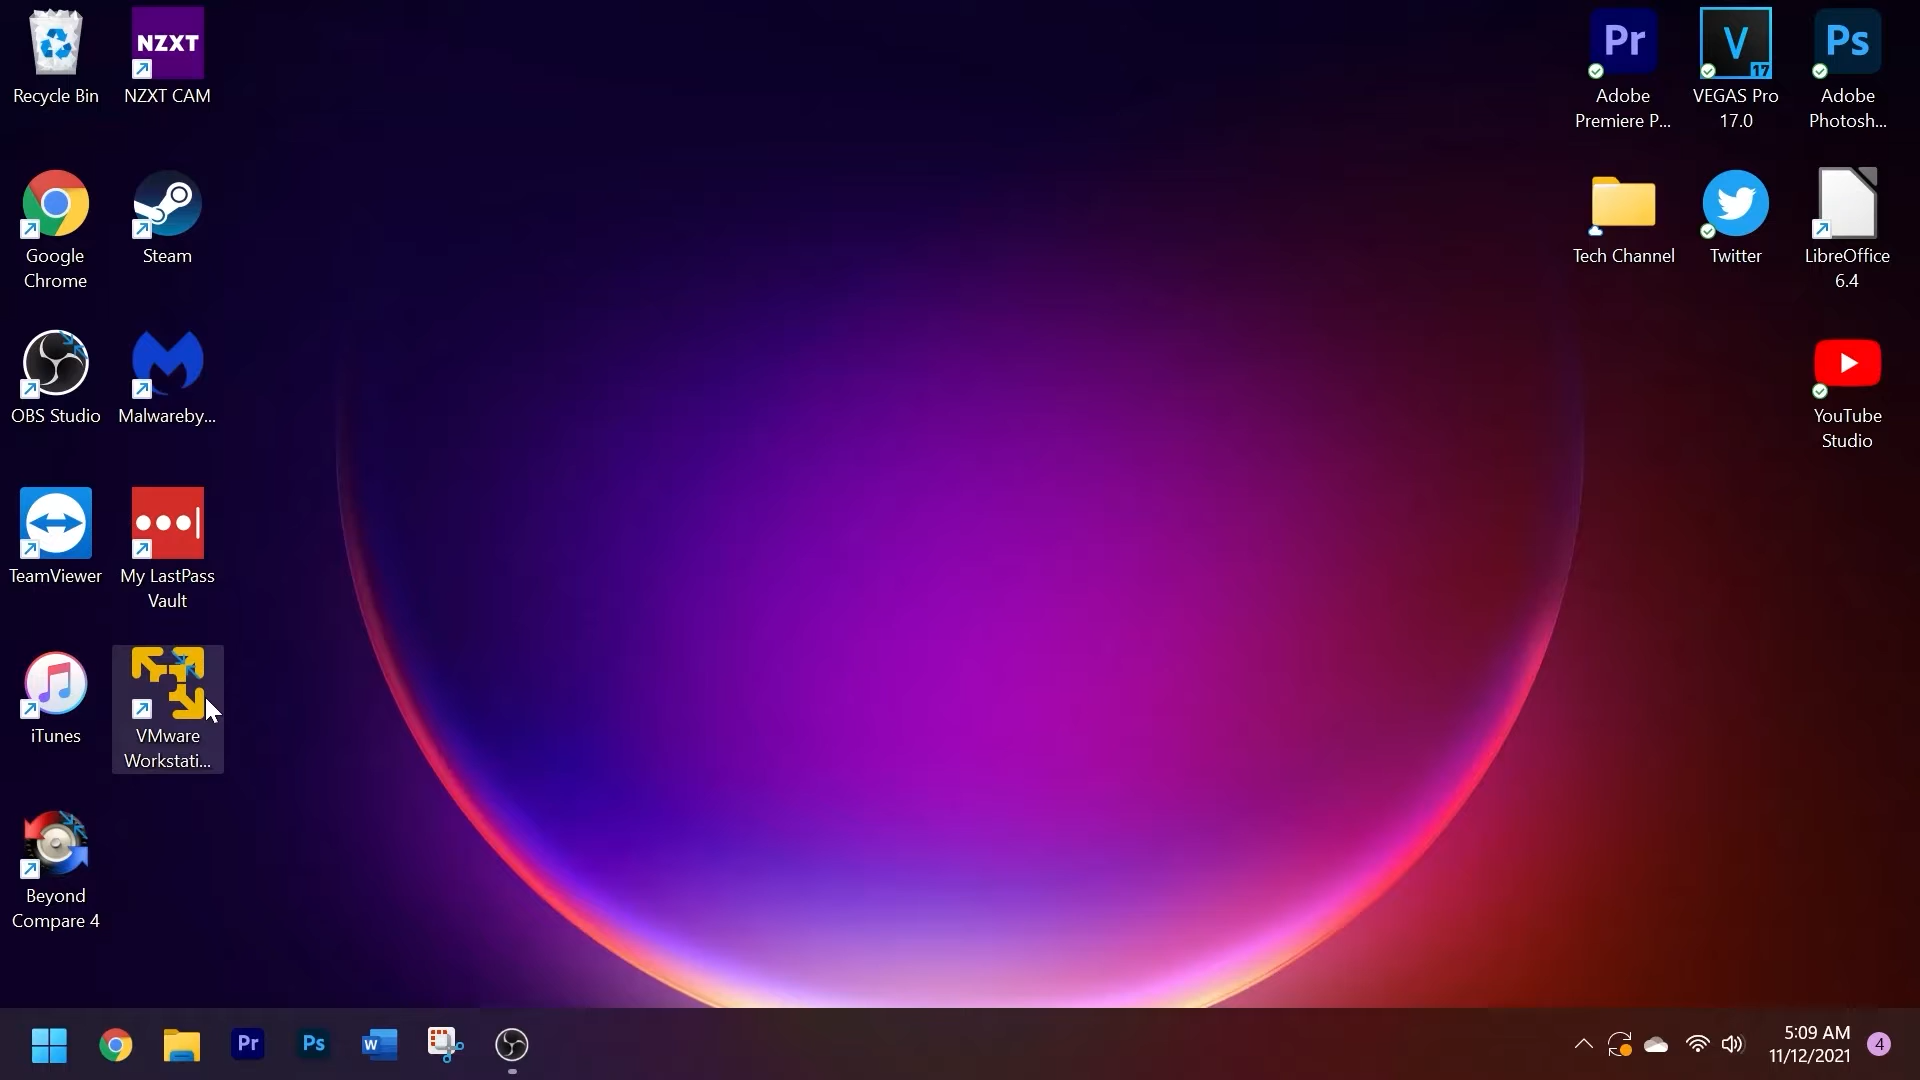 Recycle Bin
NZXT
NZXT CAM
Google
Chrome
Steam
OBS Studio
Malwareby...
TeamViewer
My LastPass
Vault
iTunes
VMware
Workstati...
Beyond
Compare 4
Pr
Adobe
Premiere P...
V
17
VEGAS Pro
17.0
Ps
Adobe
Photosh...
Tech Channel
Twitter
LibreOffice
6.4
YouTube
Studio
Pr
Ps
W
5:09 AM
11/12/2021
4